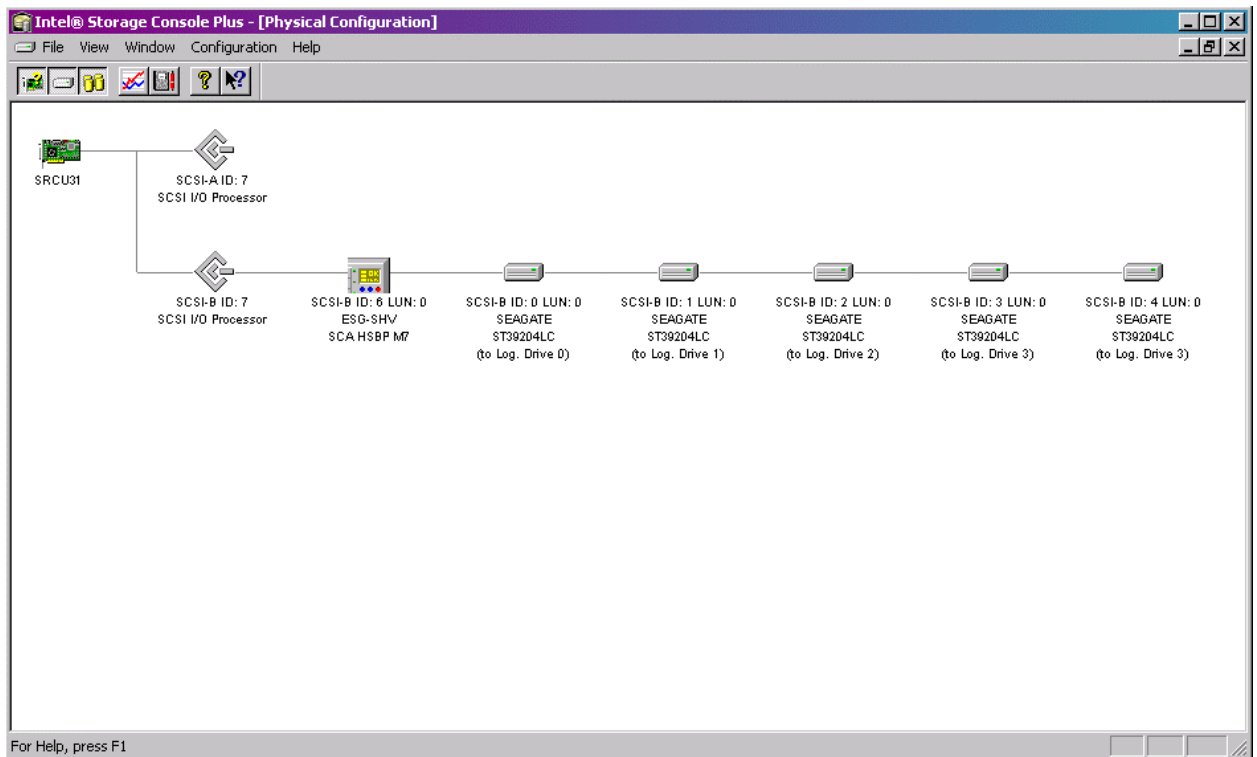 Intel® Storage Console Plus - [Physical Configuration]
File View Window Configuration Help
SRCU31
SCSI-A ID: 7
SCSI I/O Processor
SCSI-B ID: 7
SCSI I/O Processor
SCSI-B ID: 6 LUN: 0
ESG-SHV
SCA HSBP M7
SCSI-B ID: 0 LUN: 0
SEAGATE
ST39204LC
(to Log. Drive 0)
SCSI-B ID: 1 LUN: 0
SEAGATE
ST39204LC
(to Log. Drive 1)
SCSI-B ID: 2 LUN: 0
SEAGATE
ST39204LC
(to Log. Drive 2)
SCSI-B ID: 3 LUN: 0
SEAGATE
ST39204LC
(to Log. Drive 3)
SCSI-B ID: 4 LUN: 0
SEAGATE
ST39204LC
(to Log. Drive 3)
For Help, press F1